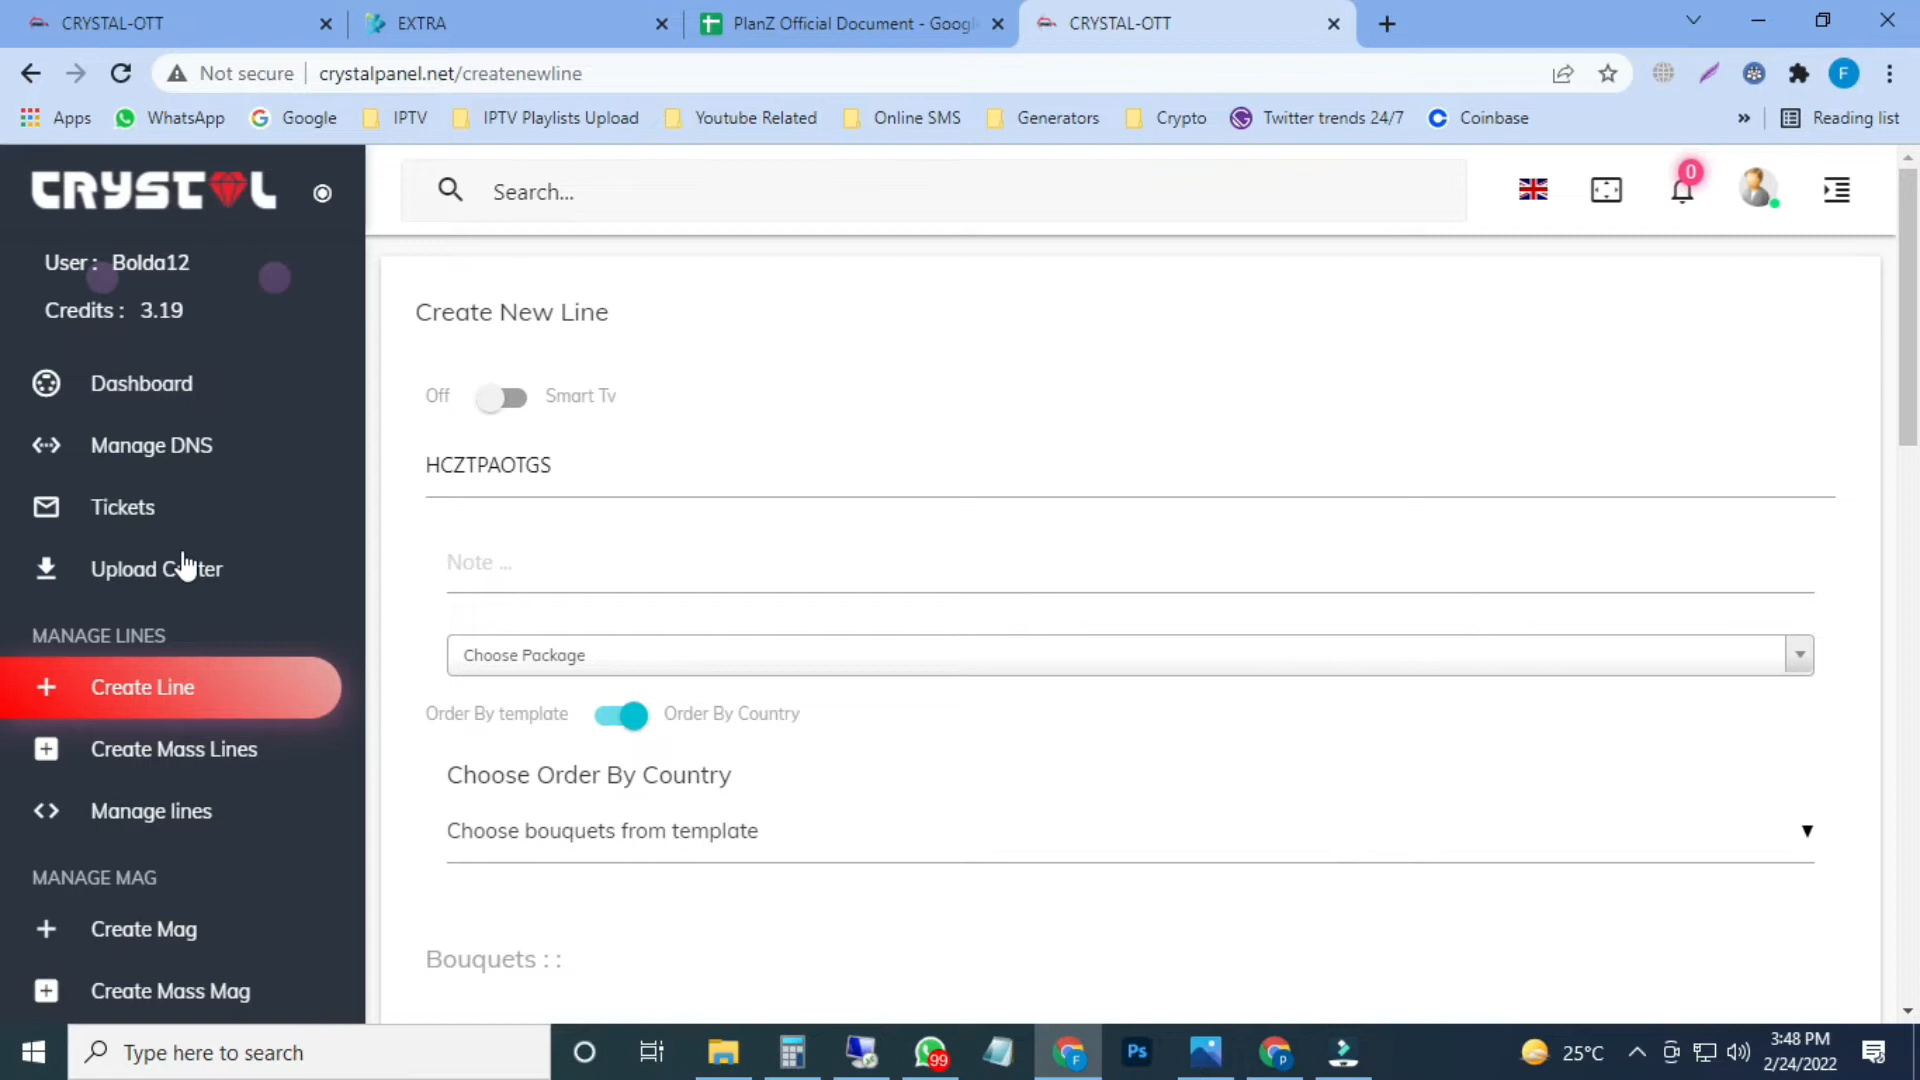 CRYSTAL-OTT
EXTRA
PlanZ Official Document - Googl
CRYSTAL-OTT
Not secure
crystalpanel.net/createnewline
F
Apps
WhatsApp
Google
IPTV
IPTV Playlists Upload
Youtube Related
Online SMS
Generators
Crypto
Twitter trends 24/7
Coinbase
»
Reading list
CRYSTAL
Search...
0
User : Bolda12
Credits : 3.19
Dashboard
Manage DNS
Tickets
Upload Center
MANAGE LINES
Create Line
Create Mass Lines
Manage lines
MANAGE MAG
Create Mag
Create Mass Mag
Create New Line
Off
Smart Tv
HCZTPAOTGS
Note ...
Choose Package
Order By template
Order By Country
Choose Order By Country
Choose bouquets from template
Bouquets : :
Type here to search
99
F
Ps
P
25°C
3:48 PM
2/24/2022